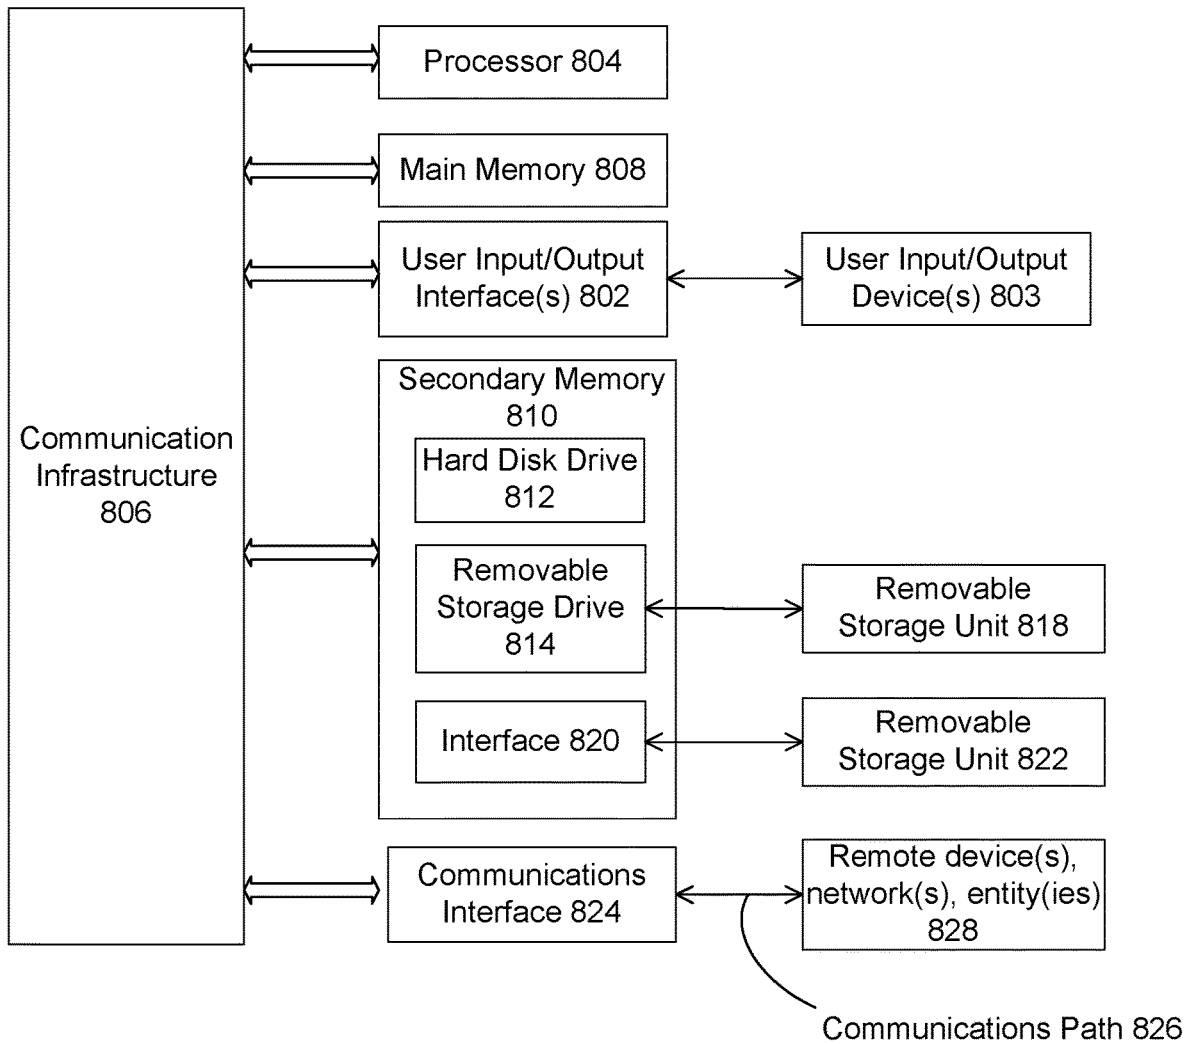 Processor 804
Main Memory 808
User Input/Output
Interface(s) 802
User Input/Output
Device(s) 803
Communication
Infrastructure
806
Secondary Memory
810
Hard Disk Drive
812
Removable
Storage Drive
814
Removable
Storage Unit 818
Interface 820
Removable
Storage Unit 822
Communications
Interface 824
Remote device(s),
network(s), entity(ies)
828
Communications Path 826